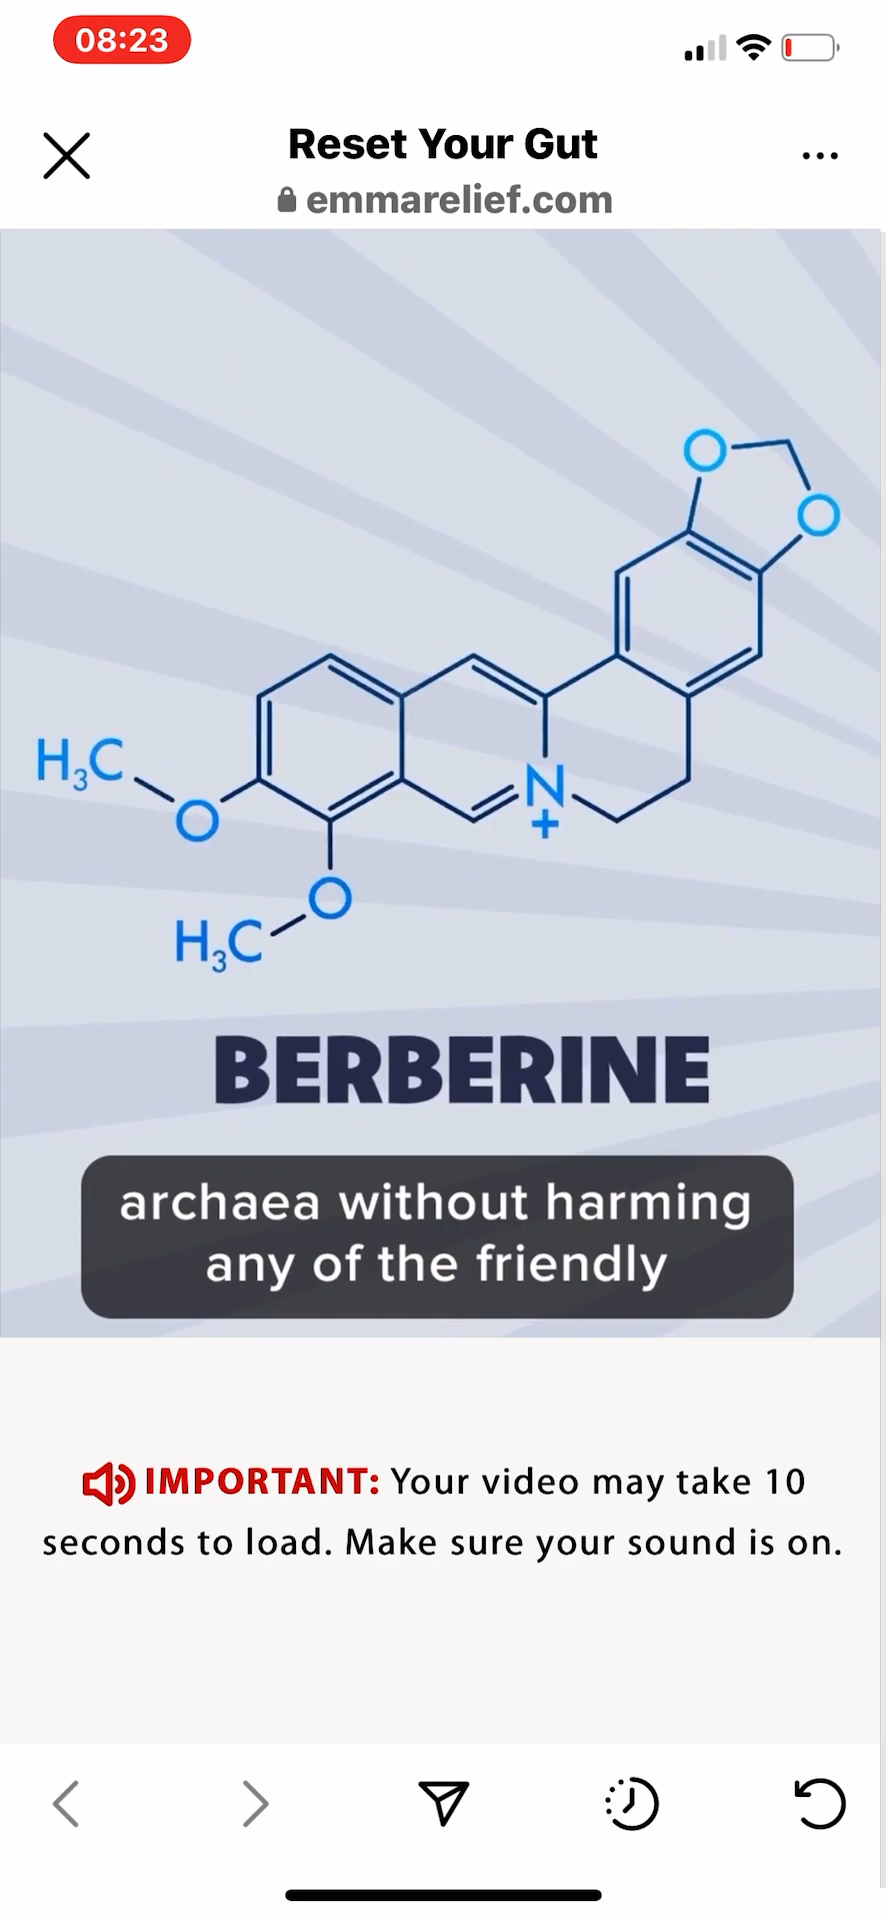 08:23
Reset Your Gut
emmarelief.com
O
O
H₃C
N
+
O
O
H₃C
BERBERINE
archaea without harming
any of the friendly
IMPORTANT: Your video may take 10
seconds to load. Make sure your sound is on.